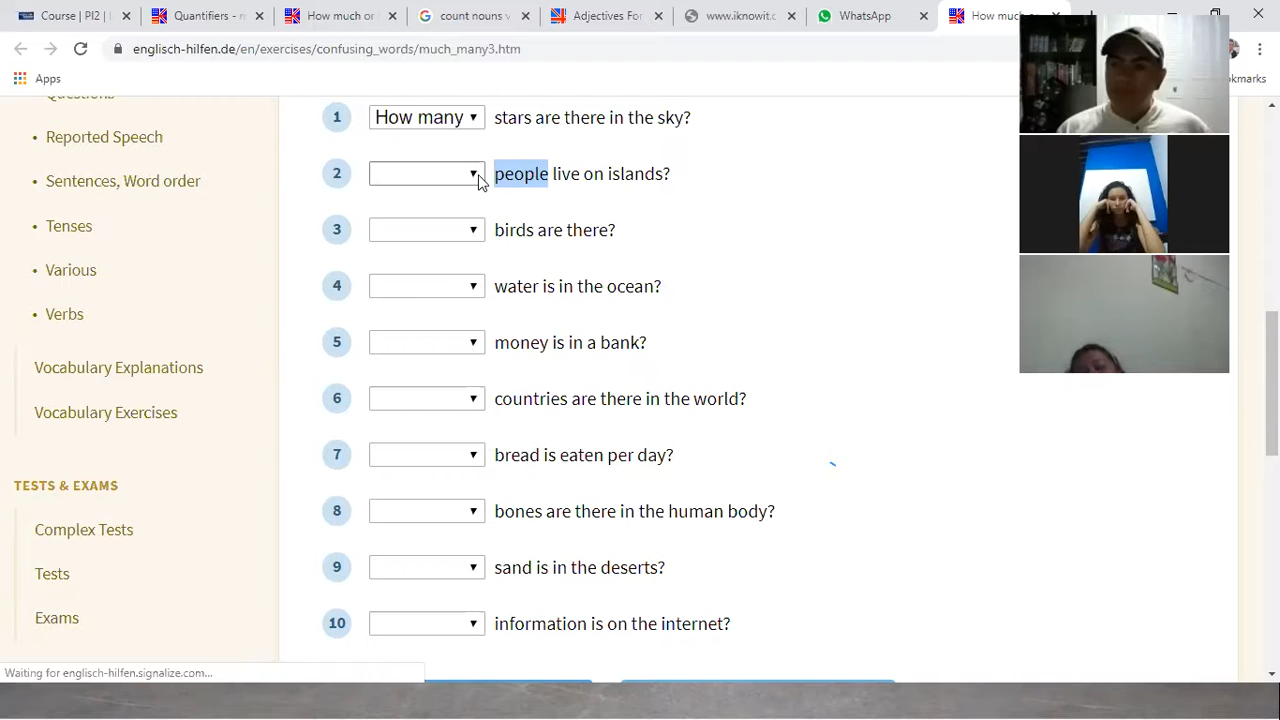 Course | PI2 |
Quantifiers -
How much or
count nouns v
Adjectives For
www.iknowit.c
WhatsApp
How much
englisch-hilfen.de/en/exercises/confusing_words/much_many3.htm
Apps
Reported Speech
Sentences, Word order
Tenses
Various
Verbs
Vocabulary Explanations
Vocabulary Exercises
TESTS & EXAMS
Complex Tests
Tests
Exams
1 How many stars are there in the sky?
2 people live on islands?
3 birds are there?
4 water is in the ocean?
5 money is in a bank?
6 countries are there in the world?
7 bread is eaten per day?
8 bones are there in the human body?
9 sand is in the deserts?
10 information is on the internet?
Waiting for englisch-hilfen.signalize.com...